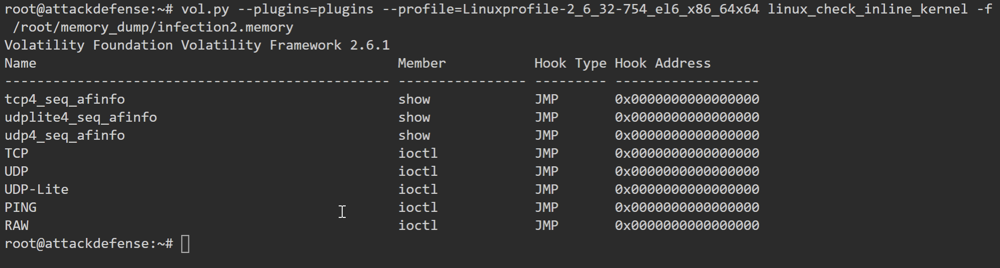 root@attackdefense:~# vol.py --plugins=plugins --profile=Linuxprofile-2_6_32-754_el6_x86_64x64 linux_check_inline_kernel -f
 /root/memory_dump/infection2.memory
Volatility Foundation Volatility Framework 2.6.1
Name                                             Member           Hook Type Hook Address
------------------------------------------------ ---------------- --------- ------------------
tcp4_seq_afinfo                                  show             JMP       0x0000000000000000
udplite4_seq_afinfo                              show             JMP       0x0000000000000000
udp4_seq_afinfo                                  show             JMP       0x0000000000000000
TCP                                              ioctl            JMP       0x0000000000000000
UDP                                              ioctl            JMP       0x0000000000000000
UDP-Lite                                         ioctl            JMP       0x0000000000000000
PING                                             ioctl            JMP       0x0000000000000000
RAW                                              ioctl            JMP       0x0000000000000000
root@attackdefense:~#